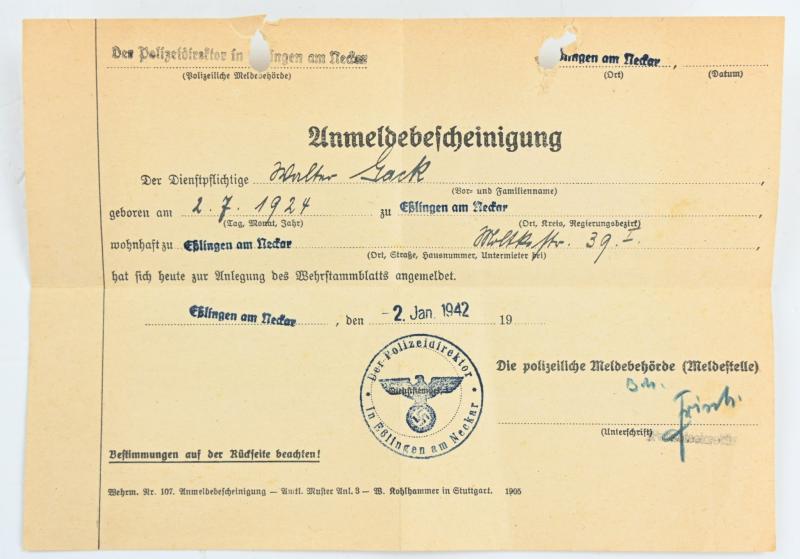 Der Polizeidirektor in Eßlingen am Neckar
(Polizeiliche Meldebehörde)
Eßlingen am Neckar,
(Ort) (Datum)
Anmeldebescheinigung
Der Dienstpflichtige Walter Gack,
(Vor- und Familienname)
geboren am 2. 7. 1924 zu Eßlingen am Neckar,
(Tag, Monat, Jahr) (Ort, Kreis, Regierungsbezirk)
wohnhaft zu Eßlingen am Neckar Moltkestr. 39 I.,
(Ort, Straße, Hausnummer, Untermieter bei)
hat sich heute zur Anlegung des Wehrstammblatts angemeldet.
Eßlingen am Neckar, den -2. Jan. 1942 19
Der Polizeidirektor
Dienststempel
in Eßlingen am Neckar
Die polizeiliche Meldebehörde (Meldestelle)
Frisch.
(Unterschrift)
Bestimmungen auf der Rückseite beachten!
Wehrm. Nr. 107. Anmeldebescheinigung — Amtl. Muster Anl. 3 — W. Kohlhammer in Stuttgart. 1905